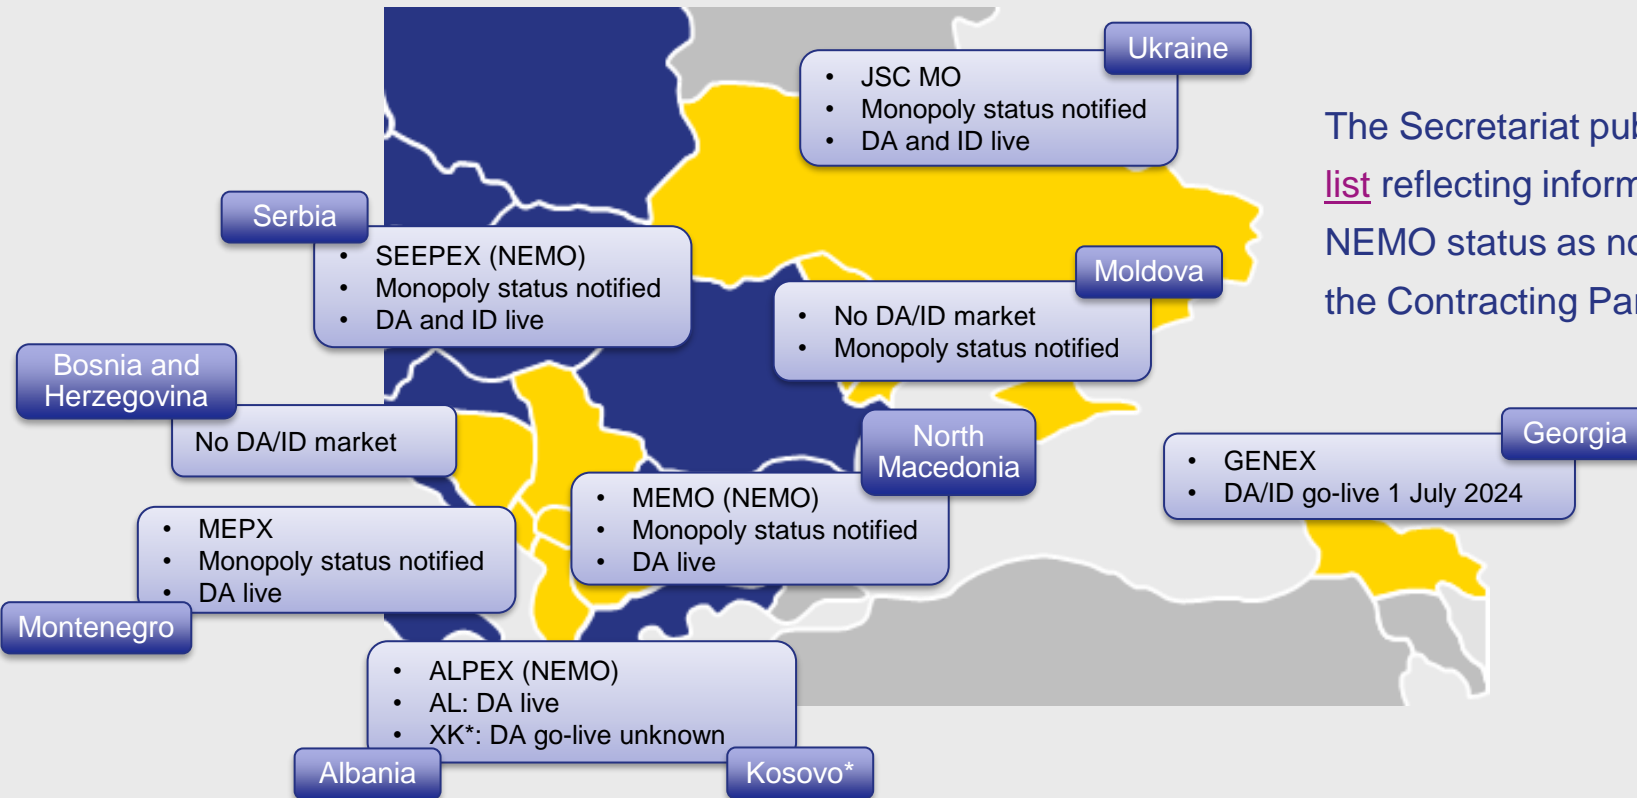 Ukraine
• JSC MO
• Monopoly status notified
• DA and ID live
The Secretariat pub
list reflecting inform
NEMO status as no
the Contracting Par
Serbia
• SEEPEX (NEMO)
• Monopoly status notified
• DA and ID live
Moldova
• No DA/ID market
• Monopoly status notified
Bosnia and
Herzegovina
No DA/ID market
North
Macedonia
• MEMO (NEMO)
• Monopoly status notified
• DA live
Georgia
• GENEX
• DA/ID go-live 1 July 2024
• MEPX
• Monopoly status notified
• DA live
Montenegro
• ALPEX (NEMO)
• AL: DA live
• XK*: DA go-live unknown
Albania
Kosovo*